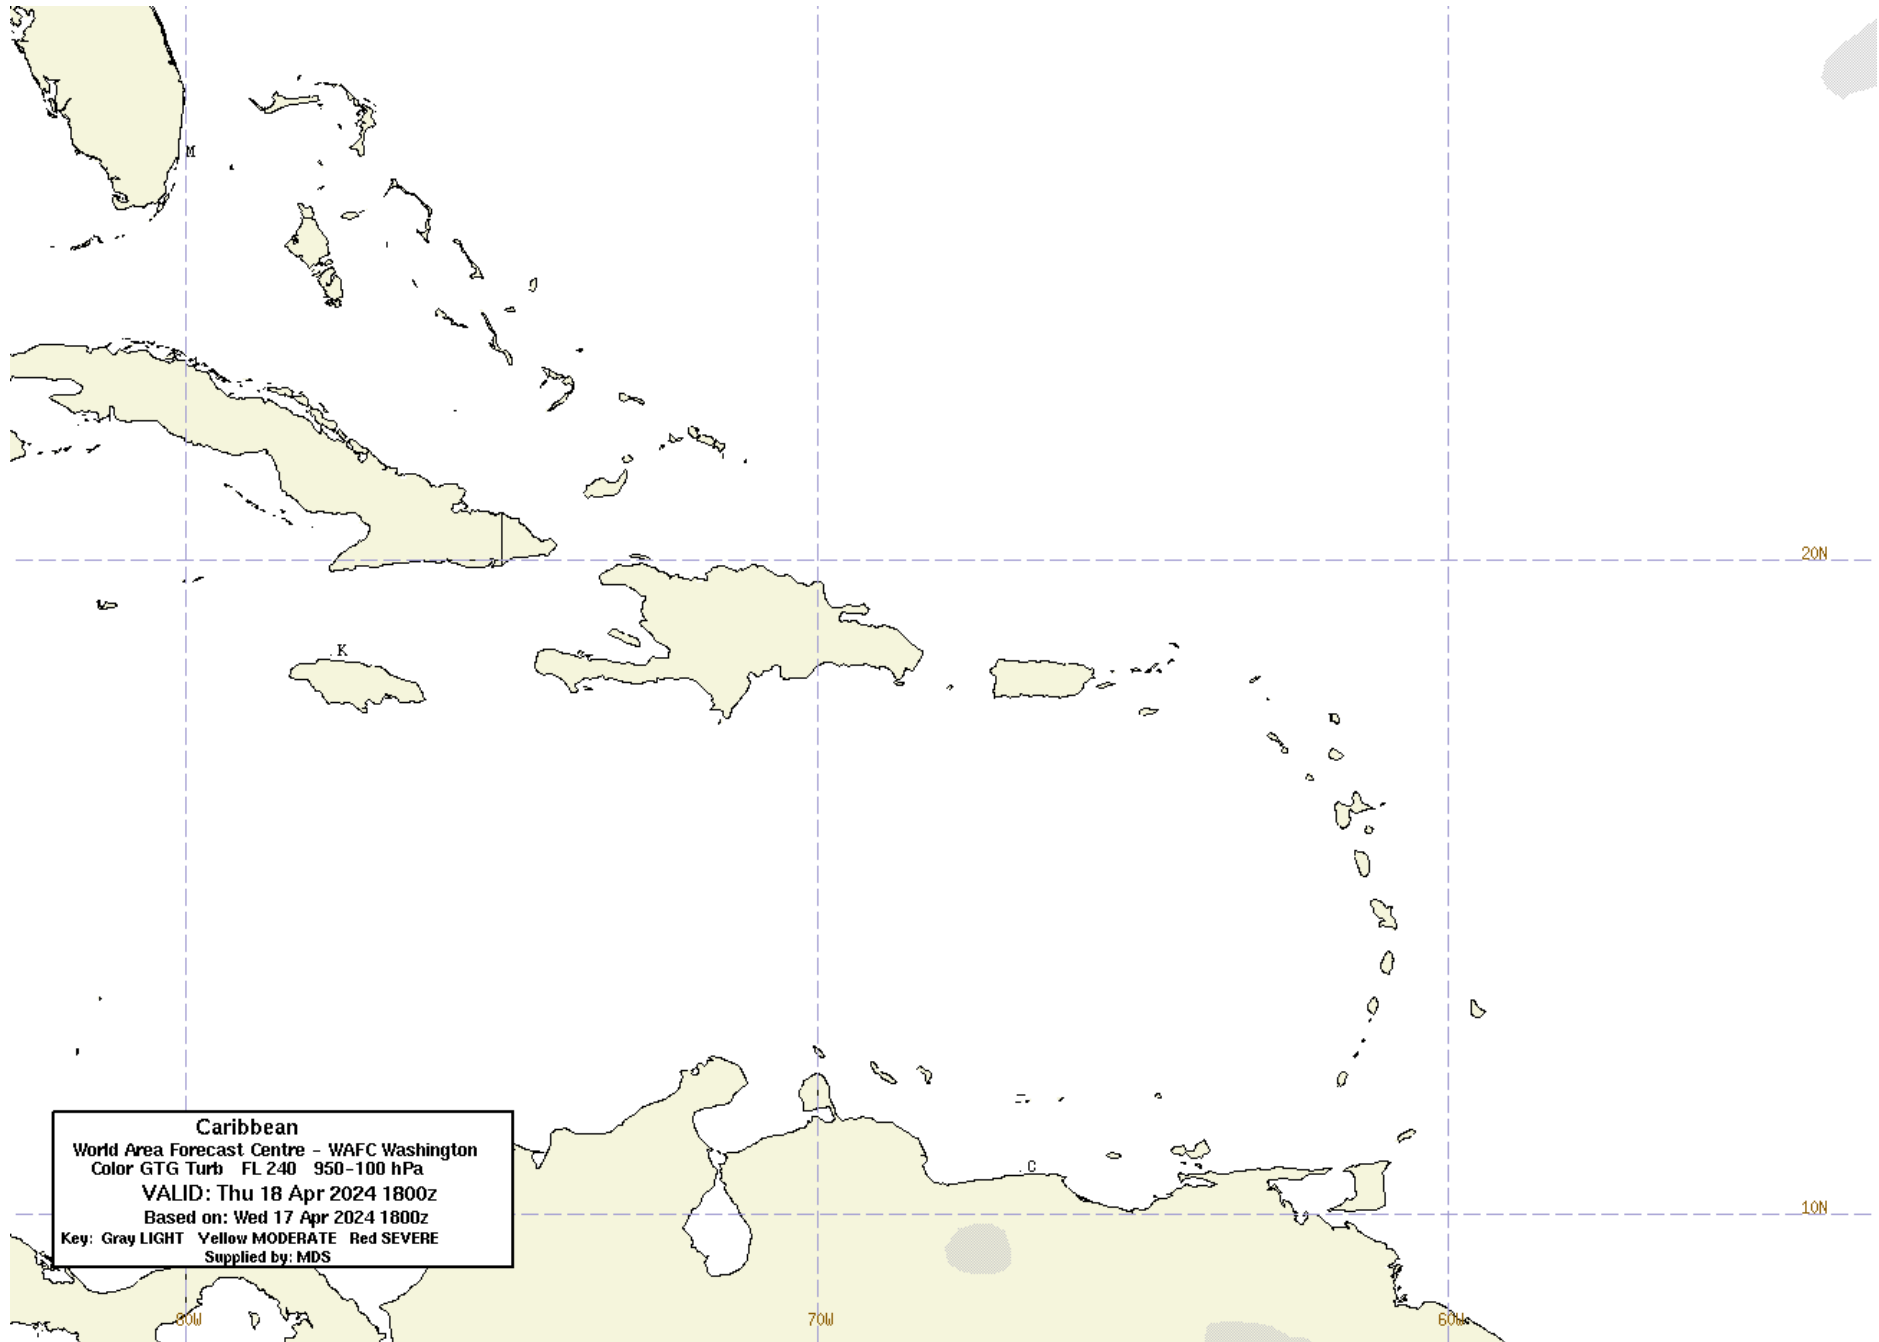 M
20N
.K
.C
10N
Caribbean
World Area Forecast Centre - WAFC Washington
Color GTG Turb FL 240 950-100 hPa
VALID: Thu 18 Apr 2024 1800z
Based on: Wed 17 Apr 2024 1800z
Key: Gray LIGHT Yellow MODERATE Red SEVERE
Supplied by: MDS
80W
70W
60W